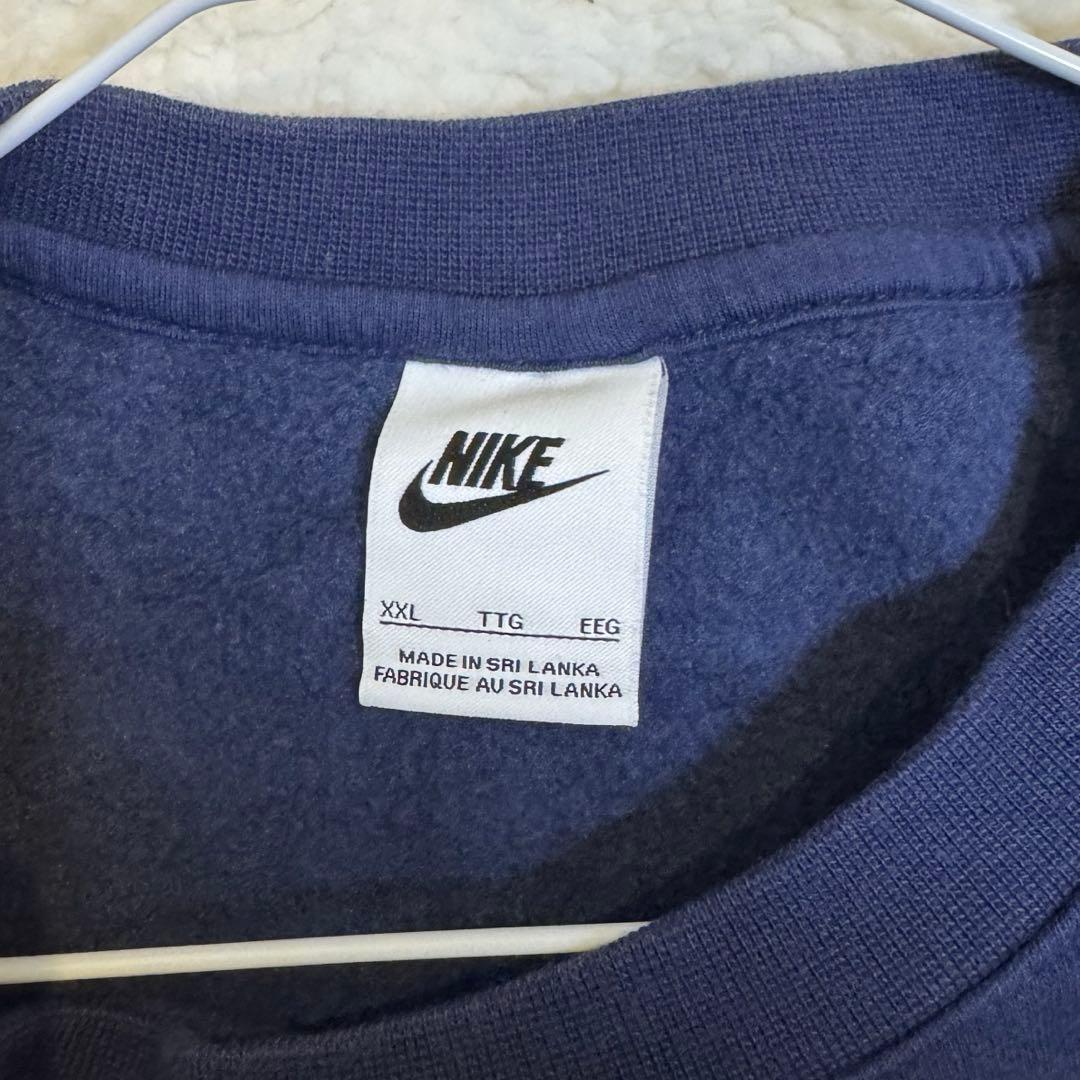 NIKE
XXL TTG EEG
MADE IN SRI LANKA
FABRIQUE AU SRI LANKA